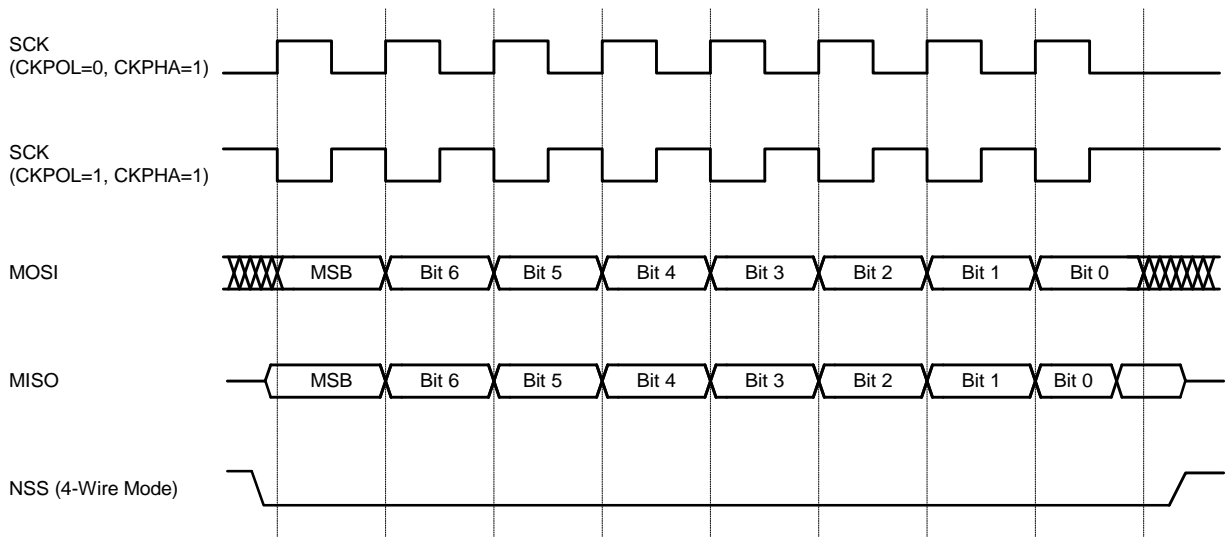 SCK
(CKPOL=0, CKPHA=1)
SCK
(CKPOL=1, CKPHA=1)
MOSI MSB Bit 6 Bit 5 Bit 4 Bit 3 Bit 2 Bit 1 Bit 0
MISO MSB Bit 6 Bit 5 Bit 4 Bit 3 Bit 2 Bit 1 Bit 0
NSS (4-Wire Mode)